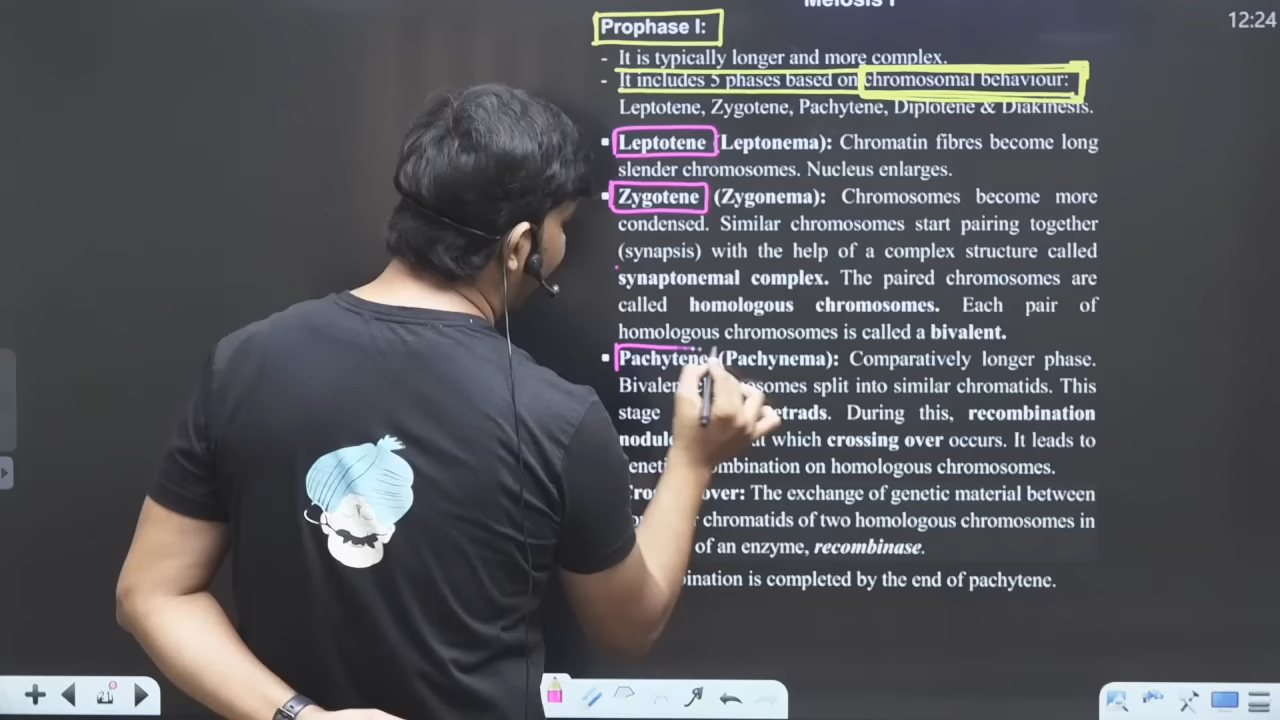 Meiosis I
12:24
Prophase I:
- It is typically longer and more complex.
- It includes 5 phases based on chromosomal behaviour:
Leptotene, Zygotene, Pachytene, Diplotene & Diakinesis.
▪ Leptotene (Leptonema): Chromatin fibres become long
slender chromosomes. Nucleus enlarges.
▪ Zygotene (Zygonema): Chromosomes become more
condensed. Similar chromosomes start pairing together
(synapsis) with the help of a complex structure called
synaptonemal complex. The paired chromosomes are
called homologous chromosomes. Each pair of
homologous chromosomes is called a bivalent.
▪ Pachytene (Pachynema): Comparatively longer phase.
split into similar chromatids. This
stage During this, recombination
at which crossing over occurs. It leads to
on homologous chromosomes.
The exchange of genetic material between
chromatids of two homologous chromosomes in
of an enzyme, recombinase.
is completed by the end of pachytene.
21